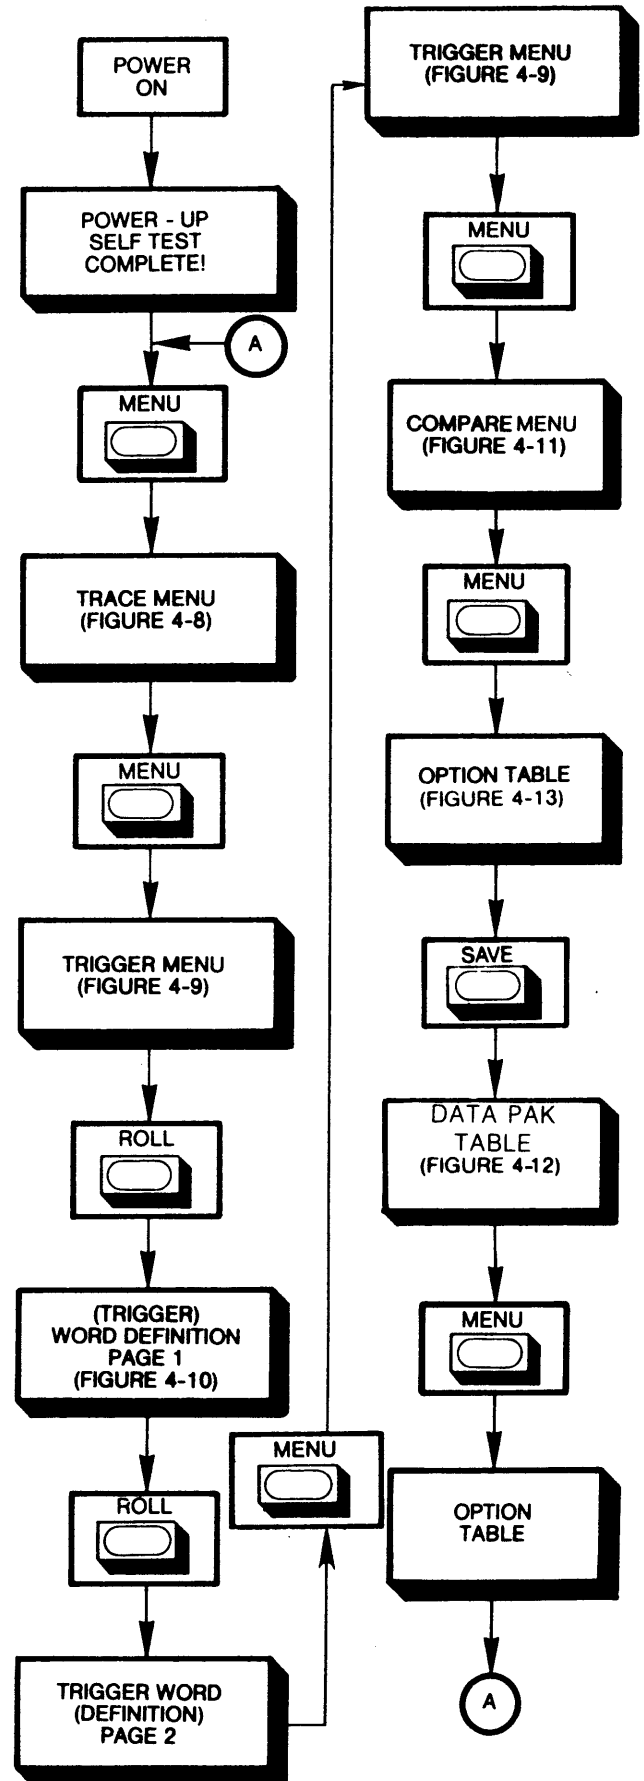 POWER
ON
POWER - UP
SELF TEST
COMPLETE!
A
MENU
TRACE MENU
(FIGURE 4-8)
MENU
TRIGGER MENU
(FIGURE 4-9)
ROLL
(TRIGGER)
WORD DEFINITION
PAGE 1
(FIGURE 4-10)
ROLL
TRIGGER WORD
(DEFINITION)
PAGE 2
MENU
TRIGGER MENU
(FIGURE 4-9)
MENU
COMPARE MENU
(FIGURE 4-11)
MENU
OPTION TABLE
(FIGURE 4-13)
SAVE
DATA PAK
TABLE
(FIGURE 4-12)
MENU
OPTION
TABLE
A